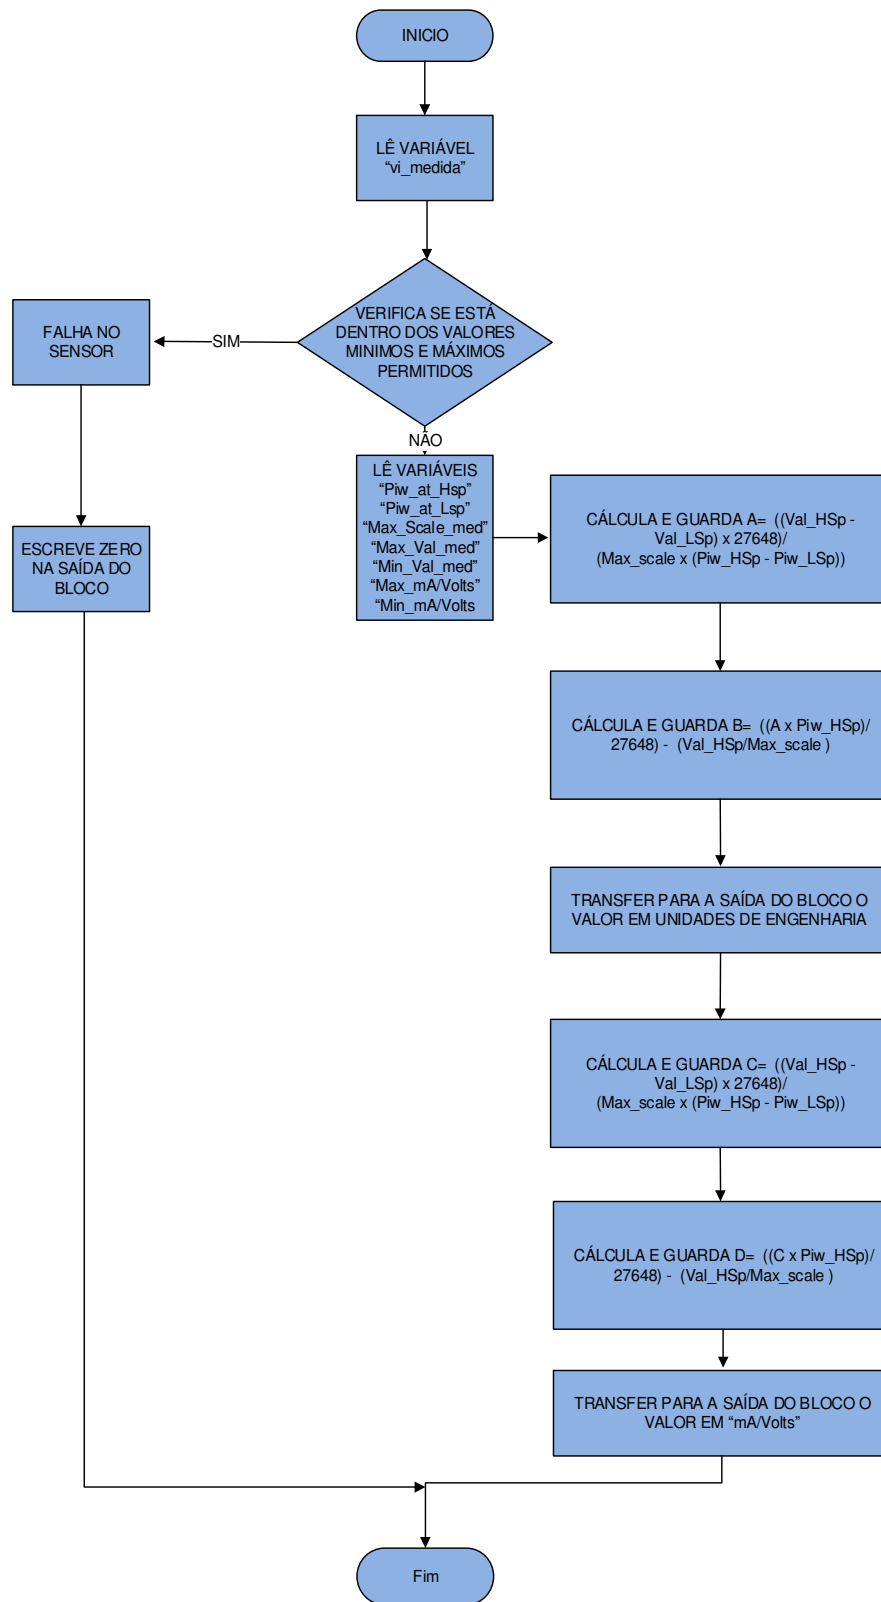 INICIO
LÊ VARIÁVEL
“vi_medida”
VERIFICA SE ESTÁ
DENTRO DOS VALORES
MINIMOS E MÁXIMOS
PERMITIDOS
SIM
FALHA NO
SENSOR
ESCREVE ZERO
NA SAÍDA DO
BLOCO
NÃO
LÊ VARIÁVEIS
“Piw_at_Hsp”
“Piw_at_Lsp”
“Max_Scale_med”
“Max_Val_med”
“Min_Val_med”
“Max_mA/Volts”
“Min_mA/Volts
CÁLCULA E GUARDA A= ((Val_HSp -
Val_LSp) x 27648)/
(Max_scale x (Piw_HSp - Piw_LSp))
CÁLCULA E GUARDA B= ((A x Piw_HSp)/
27648) - (Val_HSp/Max_scale )
TRANSFER PARA A SAÍDA DO BLOCO O
VALOR EM UNIDADES DE ENGENHARIA
CÁLCULA E GUARDA C= ((Val_HSp -
Val_LSp) x 27648)/
(Max_scale x (Piw_HSp - Piw_LSp))
CÁLCULA E GUARDA D= ((C x Piw_HSp)/
27648) - (Val_HSp/Max_scale )
TRANSFER PARA A SAÍDA DO BLOCO O
VALOR EM “mA/Volts”
Fim